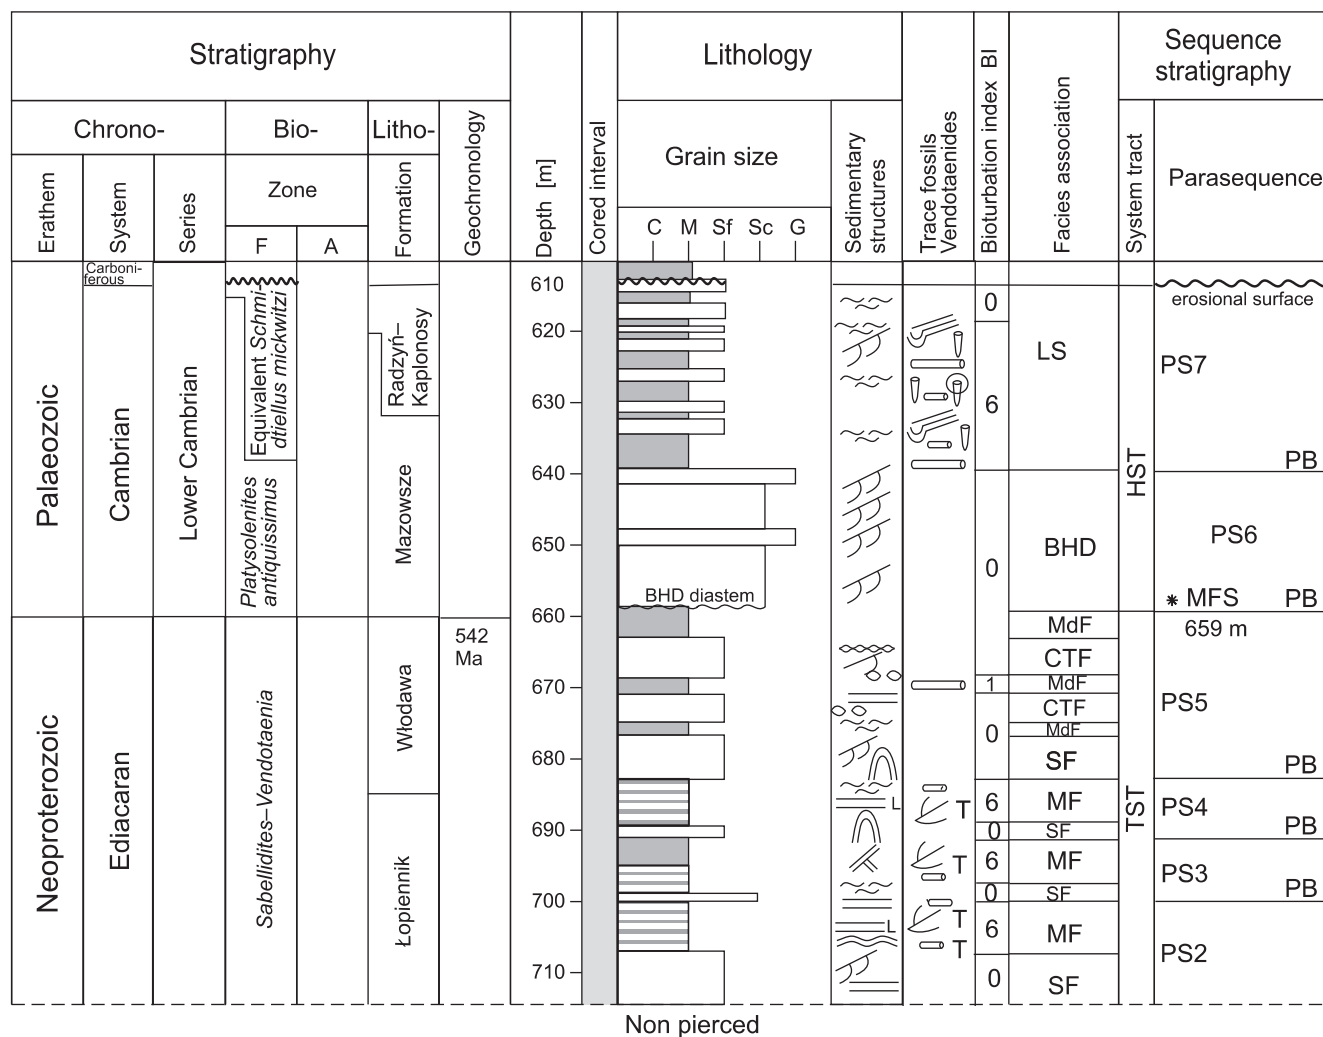 Stratigraphy
Lithology
Sequence
stratigraphy
Chrono-
Bio-
Litho-
Geochronology
Depth [m]
Cored interval
Grain size
Sedimentary
structures
Trace fossils
Vendotaenides
Bioturbation index BI
Facies association
System tract
Parasequence
Erathem
System
Series
Zone
F
A
Formation
C
M
Sf
Sc
G
Carboni-
ferous
Palaeozoic
Cambrian
Lower Cambrian
Equivalent Schmi-
dtiellus mickwitzi
Platysolenites
antiquissimus
Radzyń–
Kaplonosy
Mazowsze
Neoproterozoic
Ediacaran
Sabellidites–Vendotaenia
Włodawa
Łopiennik
542
Ma
610
620
630
640
650
660
670
680
690
700
710
BHD diastem
L
L
T
T
T
T
0
6
0
1
0
6
0
6
0
6
0
LS
BHD
MdF
CTF
MdF
CTF
MdF
SF
MF
SF
MF
SF
MF
SF
HST
TST
erosional surface
PS7
PB
PS6
* MFS PB
659 m
PS5
PB
PS4
PB
PS3
PB
PS2
Non pierced